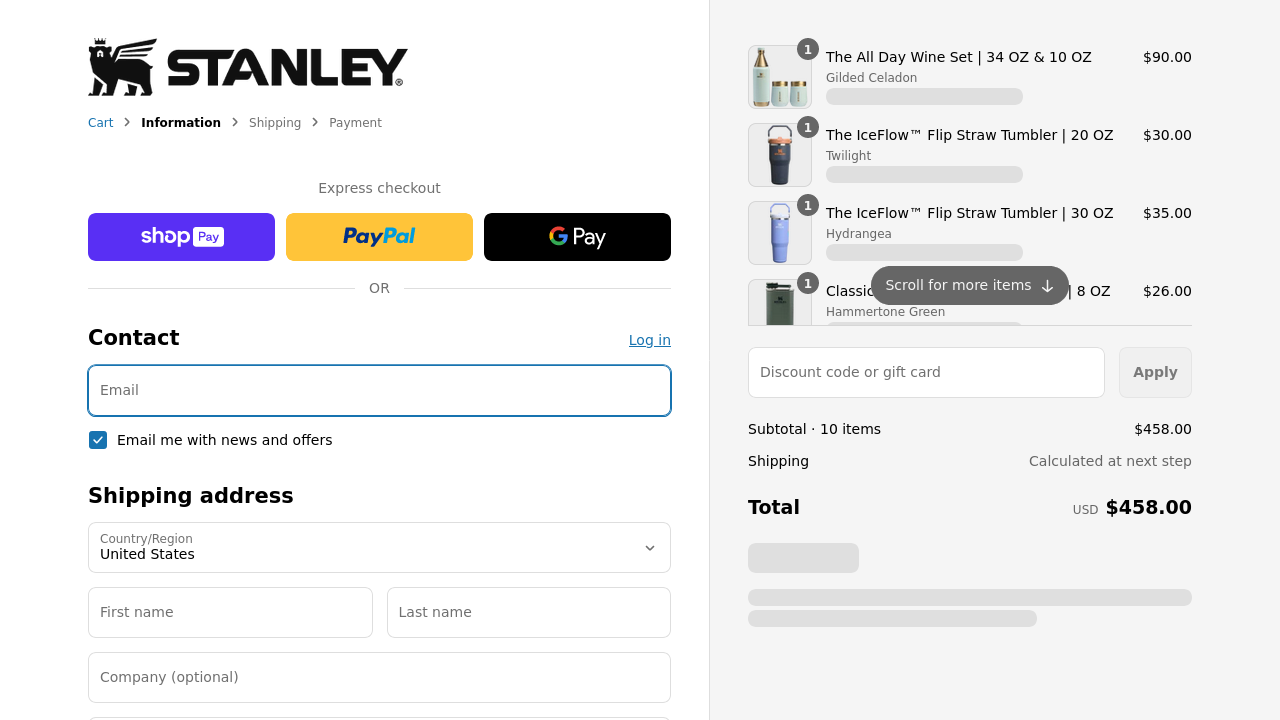 STANLEY®
Cart > Information > Shipping > Payment
Express checkout
shop Pay
PayPal
G Pay
OR
Contact
Log in
Email
Email me with news and offers
Shipping address
Country/Region
United States
First name
Last name
Company (optional)
1
The All Day Wine Set | 34 OZ & 10 OZ
$90.00
Gilded Celadon
1
The IceFlow™ Flip Straw Tumbler | 20 OZ
$30.00
Twilight
1
The IceFlow™ Flip Straw Tumbler | 30 OZ
$35.00
Hydrangea
1
Classic
| 8 OZ
$26.00
Scroll for more items
Hammertone Green
Discount code or gift card
Apply
Subtotal · 10 items
$458.00
Shipping
Calculated at next step
Total
USD $458.00